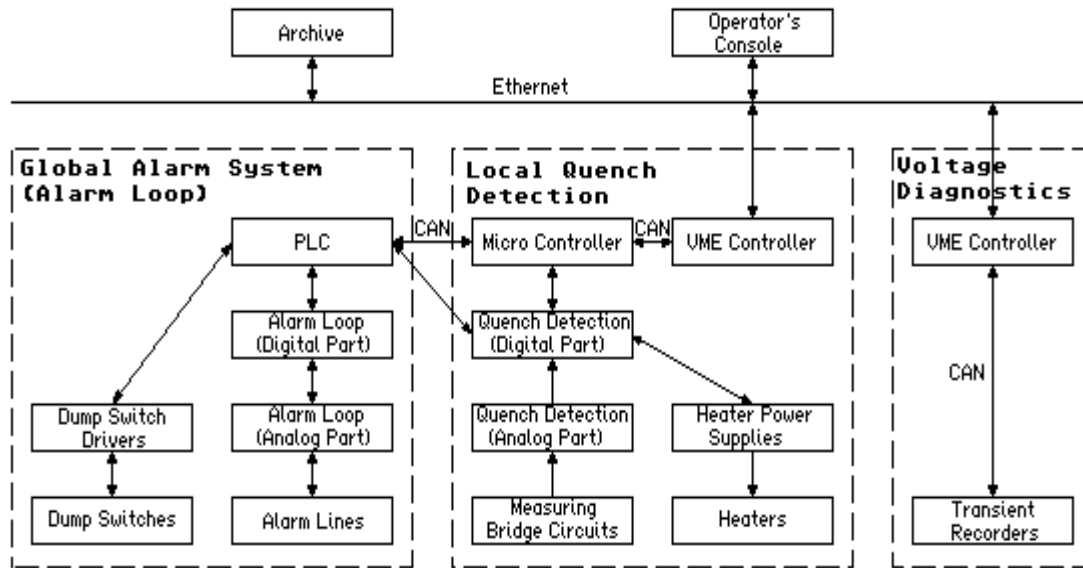 Archive
Operator's
Console
Ethernet
Global Alarm System
(Alarm Loop)
Local Quench
Detection
Voltage
Diagnostics
PLC
CAN
Micro Controller
CAN
VME Controller
VME Controller
Alarm Loop
(Digital Part)
Quench Detection
(Digital Part)
CAN
Dump Switch
Drivers
Alarm Loop
(Analog Part)
Quench Detection
(Analog Part)
Heater Power
Supplies
Dump Switches
Alarm Lines
Measuring
Bridge Circuits
Heaters
Transient
Recorders